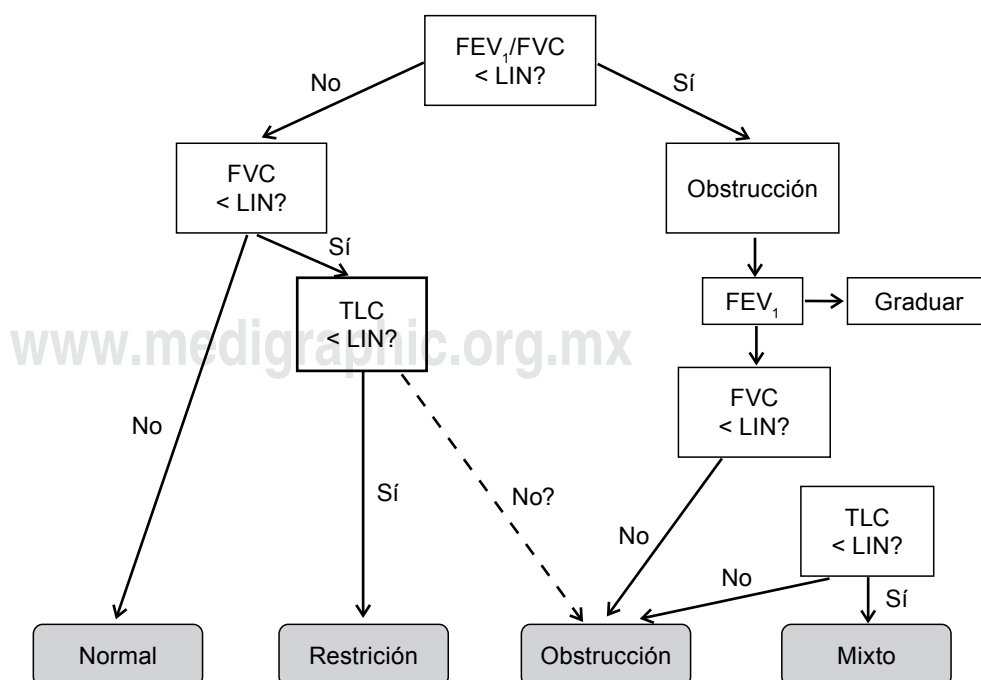 FEV₁/FVC
< LIN?
No
Sí
FVC
< LIN?
Obstrucción
Sí
TLC
< LIN?
FEV₁
Graduar
www.medigraphic.org.mx
FVC
< LIN?
No
Sí
No?
TLC
< LIN?
No
No
Sí
Normal
Restrición
Obstrucción
Mixto